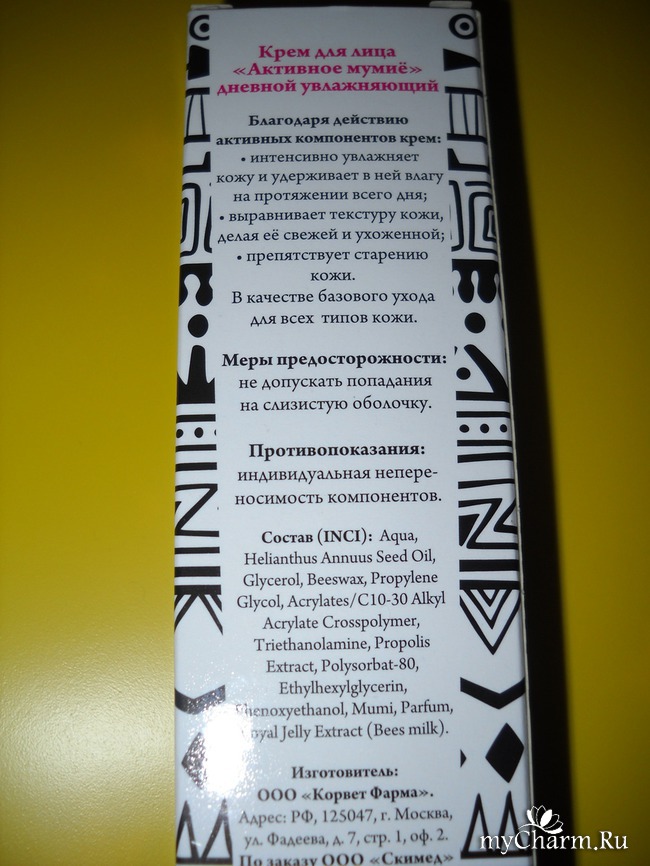 Крем для лица
«Активное мумиё»
дневной увлажняющий
Благодаря действию
активных компонентов крем:
• интенсивно увлажняет
кожу и удерживает в ней влагу
на протяжении всего дня;
• выравнивает текстуру кожи,
делая её свежей и ухоженной;
• препятствует старению
кожи.
В качестве базового ухода
для всех типов кожи.
Меры предосторожности:
не допускать попадания
на слизистую оболочку.
Противопоказания:
индивидуальная непере-
носимость компонентов.
Состав (INCI): Aqua,
Helianthus Annuus Seed Oil,
Glycerol, Beeswax, Propylene
Glycol, Acrylates/C10-30 Alkyl
Acrylate Crosspolymer,
Triethanolamine, Propolis
Extract, Polysorbat-80,
Ethylhexylglycerin,
Phenoxyethanol, Mumi, Parfum,
Royal Jelly Extract (Bees milk).
Изготовитель:
ООО «Корвет Фарма».
Адрес: РФ, 125047, г. Москва,
ул. Фадеева, д. 7, стр. 1, оф. 2.
По заказу ООО «Скимед»
myCharm.Ru